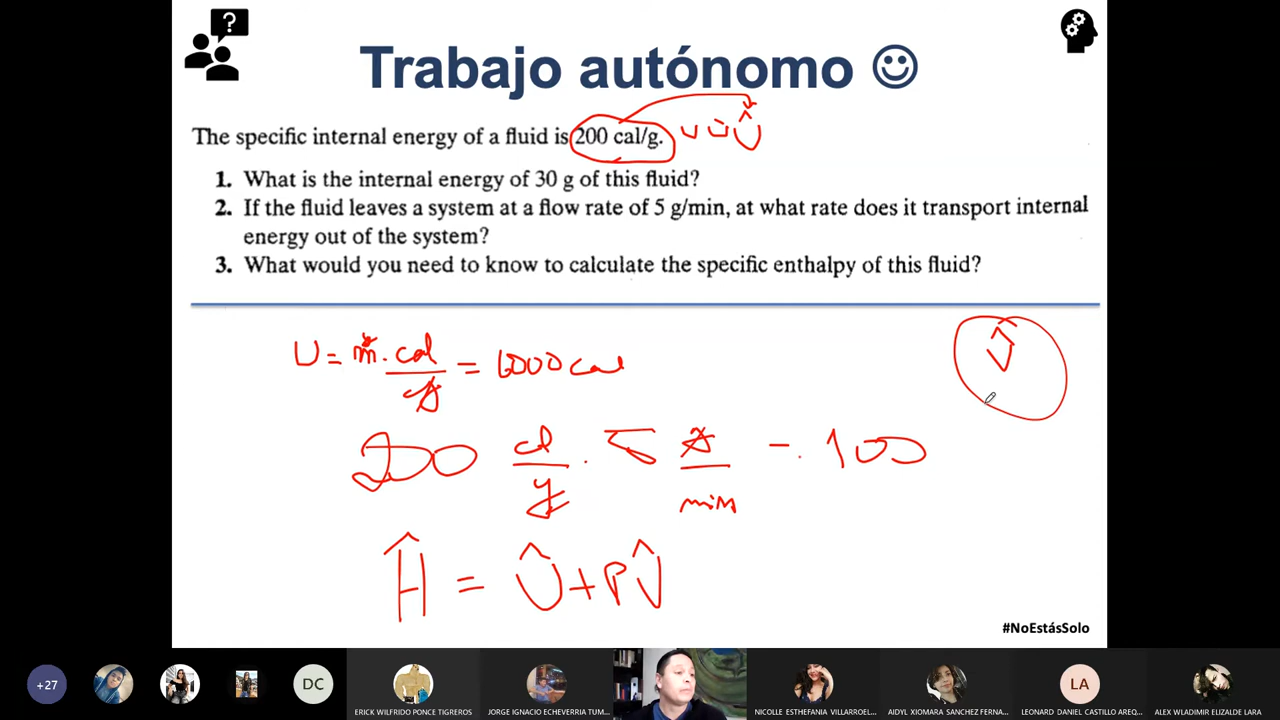 ?
Trabajo autónomo
The specific internal energy of a fluid is 200 cal/g. U U̇ Û
1. What is the internal energy of 30 g of this fluid?
2. If the fluid leaves a system at a flow rate of 5 g/min, at what rate does it transport internal
energy out of the system?
3. What would you need to know to calculate the specific enthalpy of this fluid?
U = m · cal/g = 6000 cal
V̂
200 cal/g · 5 g/min = 100
Ĥ = Û + PV̂
#NoEstásSolo
+27
DC
LA
ERICK WILFRIDO PONCE TIGREROS
JORGE IGNACIO ECHEVERRIA TUM...
NICOLLE ESTHEFANIA VILLARROEL...
AIDYL XIOMARA SANCHEZ FERNA...
LEONARD DANIEL CASTILLO AREQ...
ALEX WLADIMIR ELIZALDE LARA